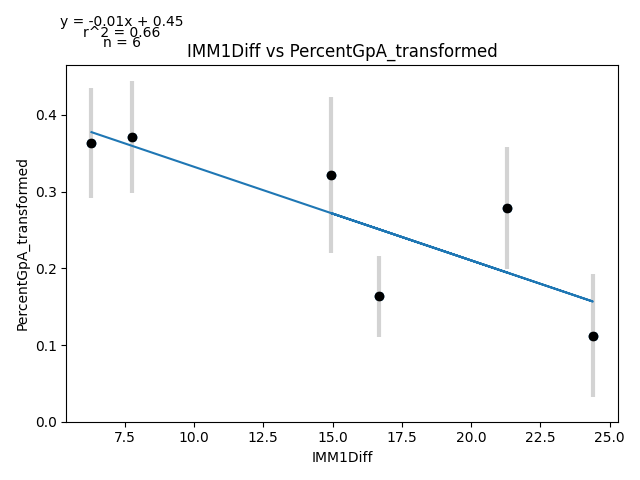 y = -0.01x + 0.45
r^2 = 0.66
n = 6
IMM1Diff vs PercentGpA_transformed
PercentGpA_transformed
0.4
0.3
0.2
0.1
0.0
7.5 10.0 12.5 15.0 17.5 20.0 22.5 25.0
IMM1Diff